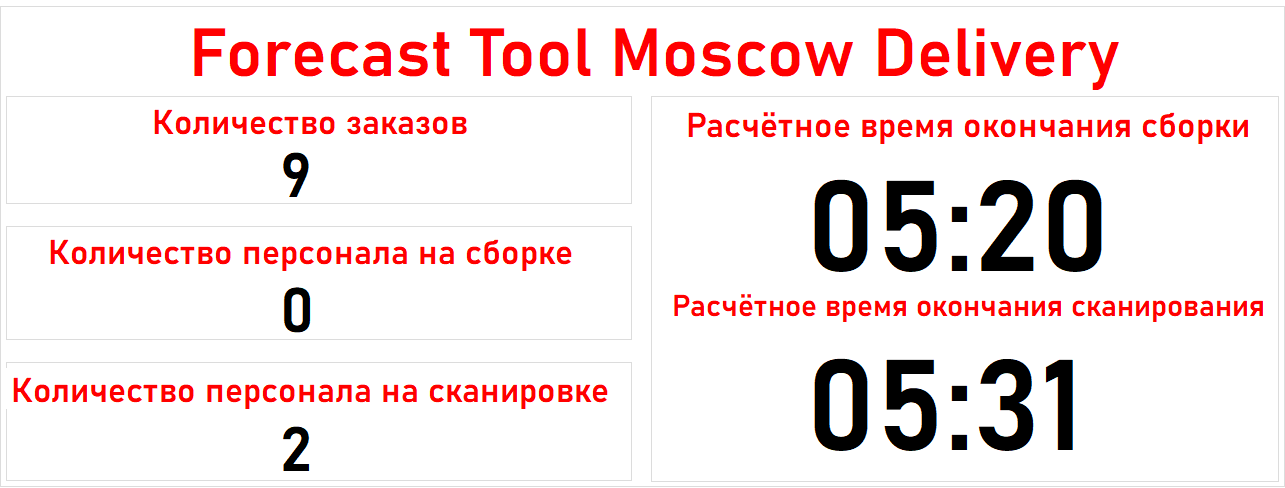 Forecast Tool Moscow Delivery
Количество заказов
9
Количество персонала на сборке
0
Количество персонала на сканировке
2
Расчётное время окончания сборки
05:20
Расчётное время окончания сканирования
05:31